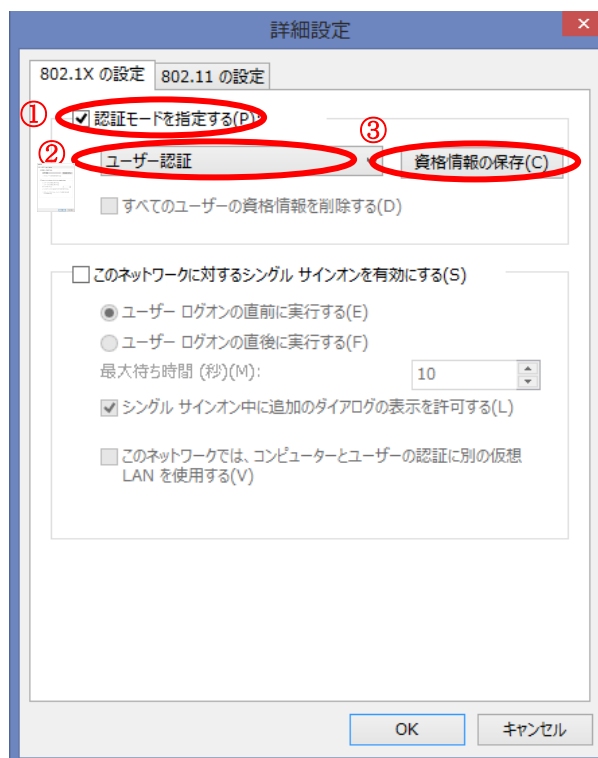 詳細設定
802.1X の設定 802.11 の設定
① 認証モードを指定する(P):
③
② ユーザー認証 資格情報の保存(C)
すべてのユーザーの資格情報を削除する(D)
このネットワークに対するシングル サインオンを有効にする(S)
ユーザー ログオンの直前に実行する(E)
ユーザー ログオンの直後に実行する(F)
最大待ち時間 (秒)(M): 10
シングル サインオン中に追加のダイアログの表示を許可する(L)
このネットワークでは、コンピューターとユーザーの認証に別の仮想
LAN を使用する(V)
OK キャンセル